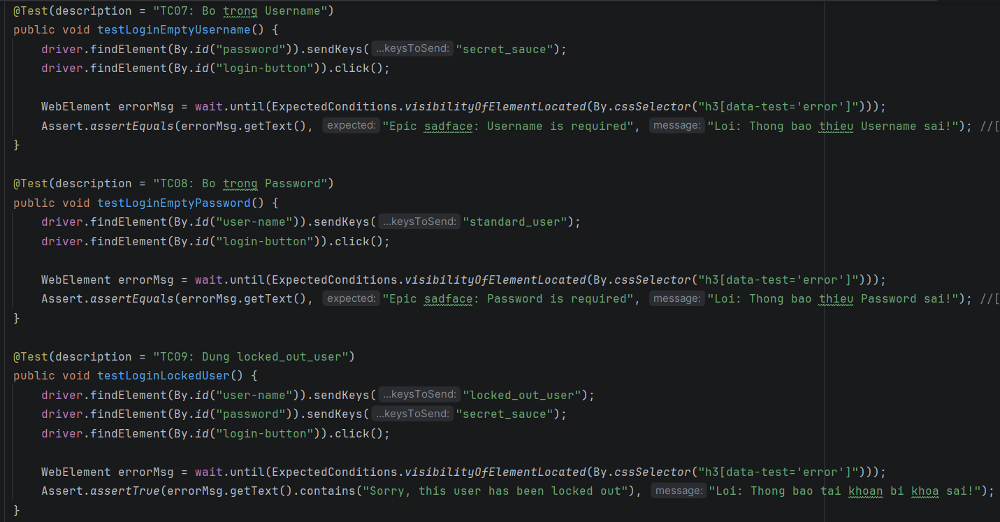 @Test(description = "TC07: Bo trong Username")
public void testLoginEmptyUsername() {
driver.findElement(By.id("password")).sendKeys( ...keysToSend: "secret_sauce");
driver.findElement(By.id("login-button")).click();
WebElement errorMsg = wait.until(ExpectedConditions.visibilityOfElementLocated(By.cssSelector("h3[data-test='error']")));
Assert.assertEquals(errorMsg.getText(), expected: "Epic sadface: Username is required", message: "Loi: Thong bao thieu Username sai!"); //[
}
@Test(description = "TC08: Bo trong Password")
public void testLoginEmptyPassword() {
driver.findElement(By.id("user-name")).sendKeys( ...keysToSend: "standard_user");
driver.findElement(By.id("login-button")).click();
WebElement errorMsg = wait.until(ExpectedConditions.visibilityOfElementLocated(By.cssSelector("h3[data-test='error']")));
Assert.assertEquals(errorMsg.getText(), expected: "Epic sadface: Password is required", message: "Loi: Thong bao thieu Password sai!"); //[
}
@Test(description = "TC09: Dung locked_out_user")
public void testLoginLockedUser() {
driver.findElement(By.id("user-name")).sendKeys( ...keysToSend: "locked_out_user");
driver.findElement(By.id("password")).sendKeys( ...keysToSend: "secret_sauce");
driver.findElement(By.id("login-button")).click();
WebElement errorMsg = wait.until(ExpectedConditions.visibilityOfElementLocated(By.cssSelector("h3[data-test='error']")));
Assert.assertTrue(errorMsg.getText().contains("Sorry, this user has been locked out"), message: "Loi: Thong bao tai khoan bi khoa sai!");
}